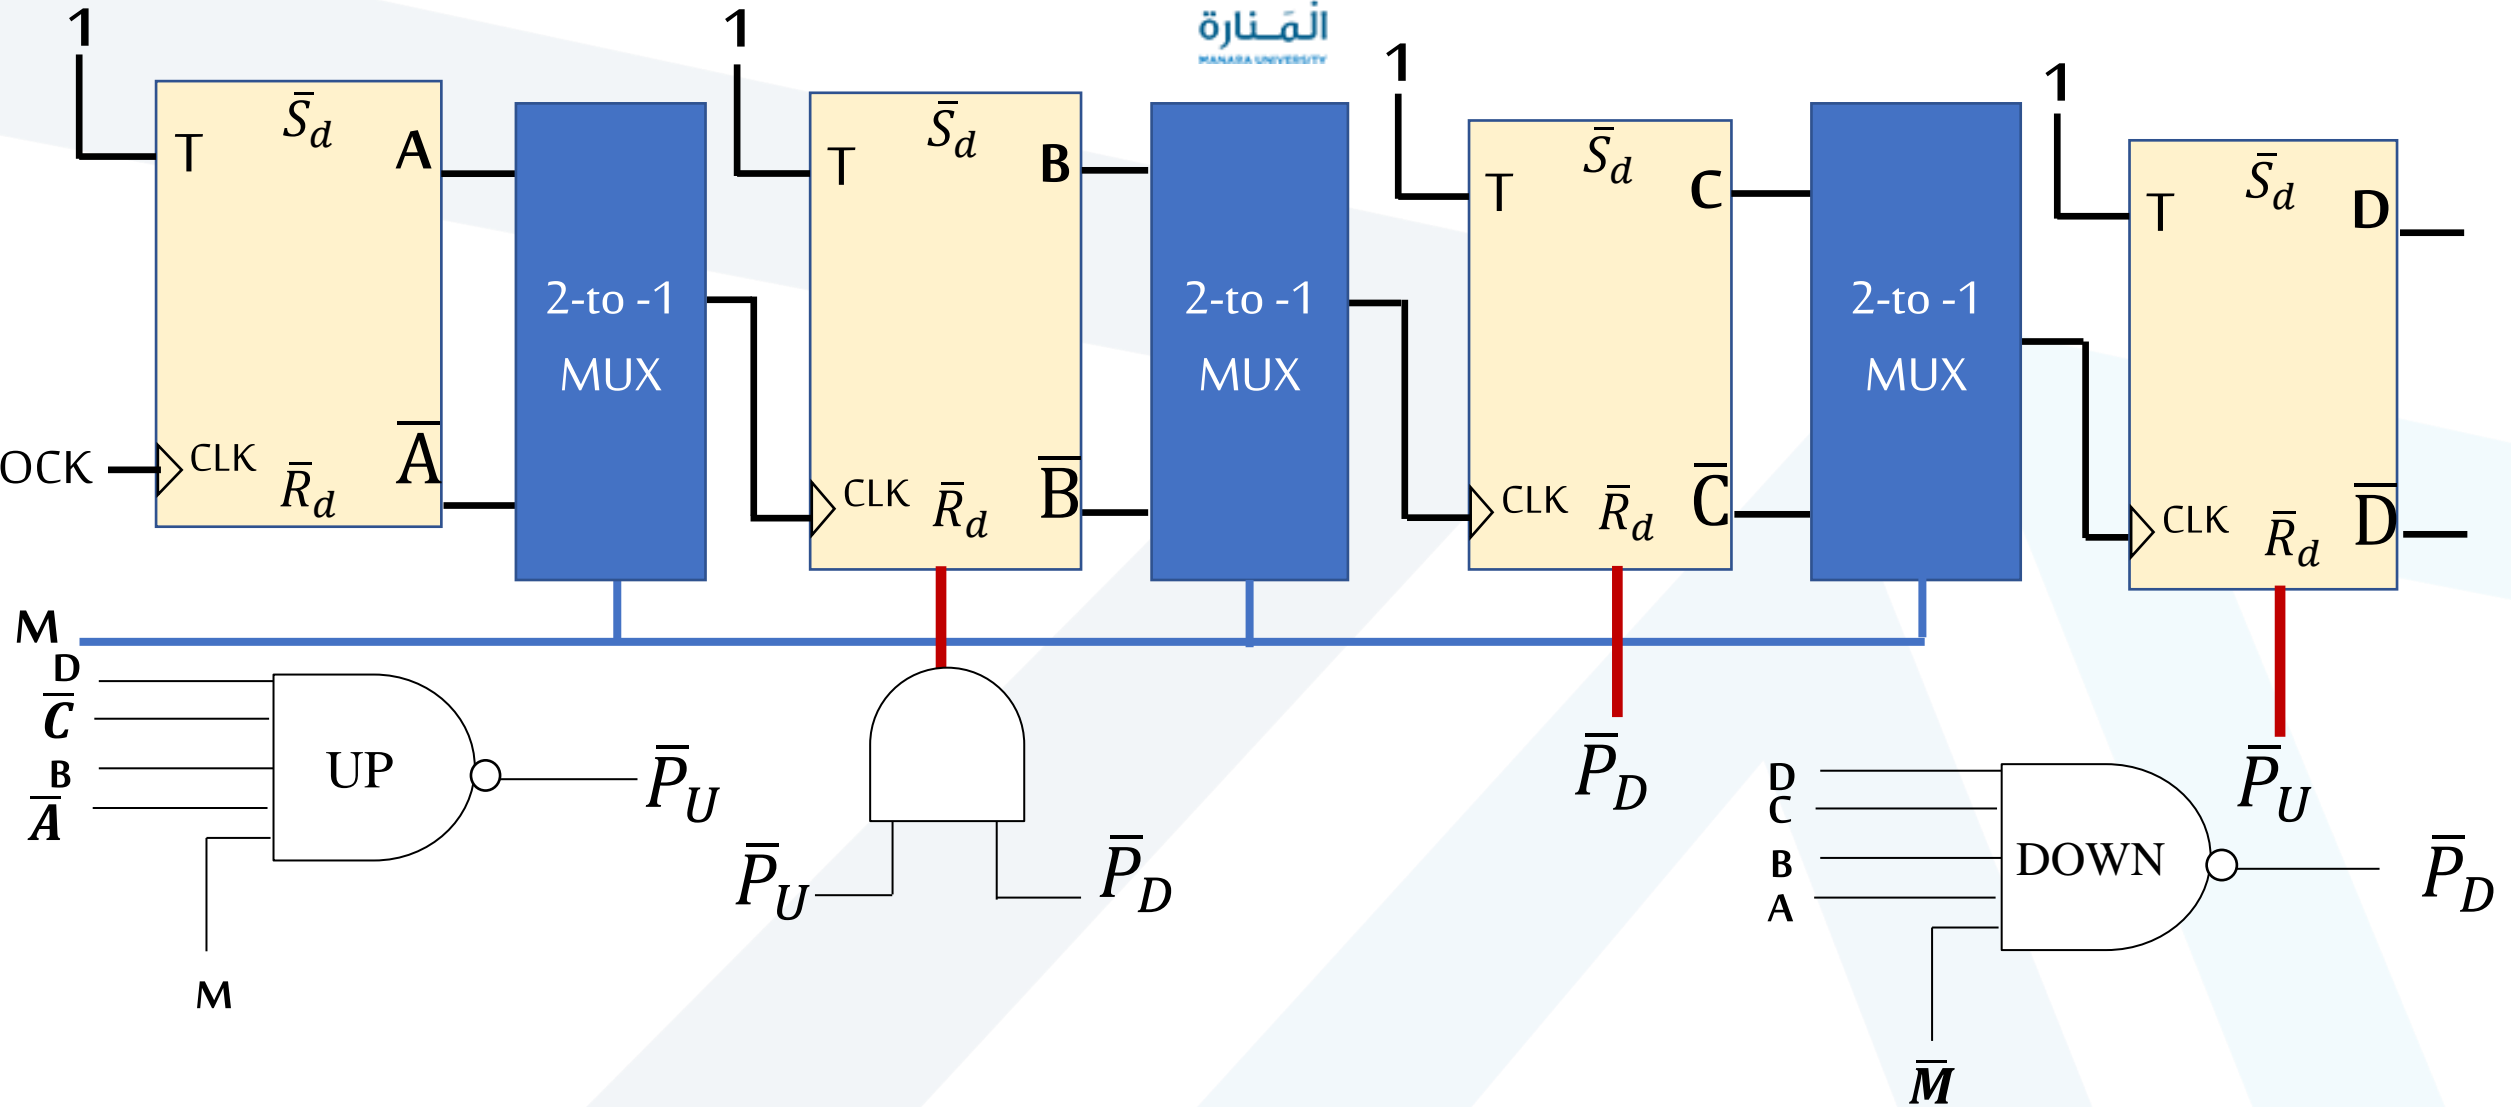 المَـنارة
MANARA UNIVERSITY
1
1
1
1
T
S̅d
A
T
S̅d
B
T
S̅d
C
T
S̅d
D
2-to -1
MUX
2-to -1
MUX
2-to -1
MUX
OCK
CLK
R̅d
A̅
CLK
R̅d
B̅
CLK
R̅d
C̅
CLK
R̅d
D̅
M
D
C̅
B
A̅
M
UP
P̅U
P̅U
P̅D
P̅D
P̅U
D
C
B
A
M̅
DOWN
P̅D